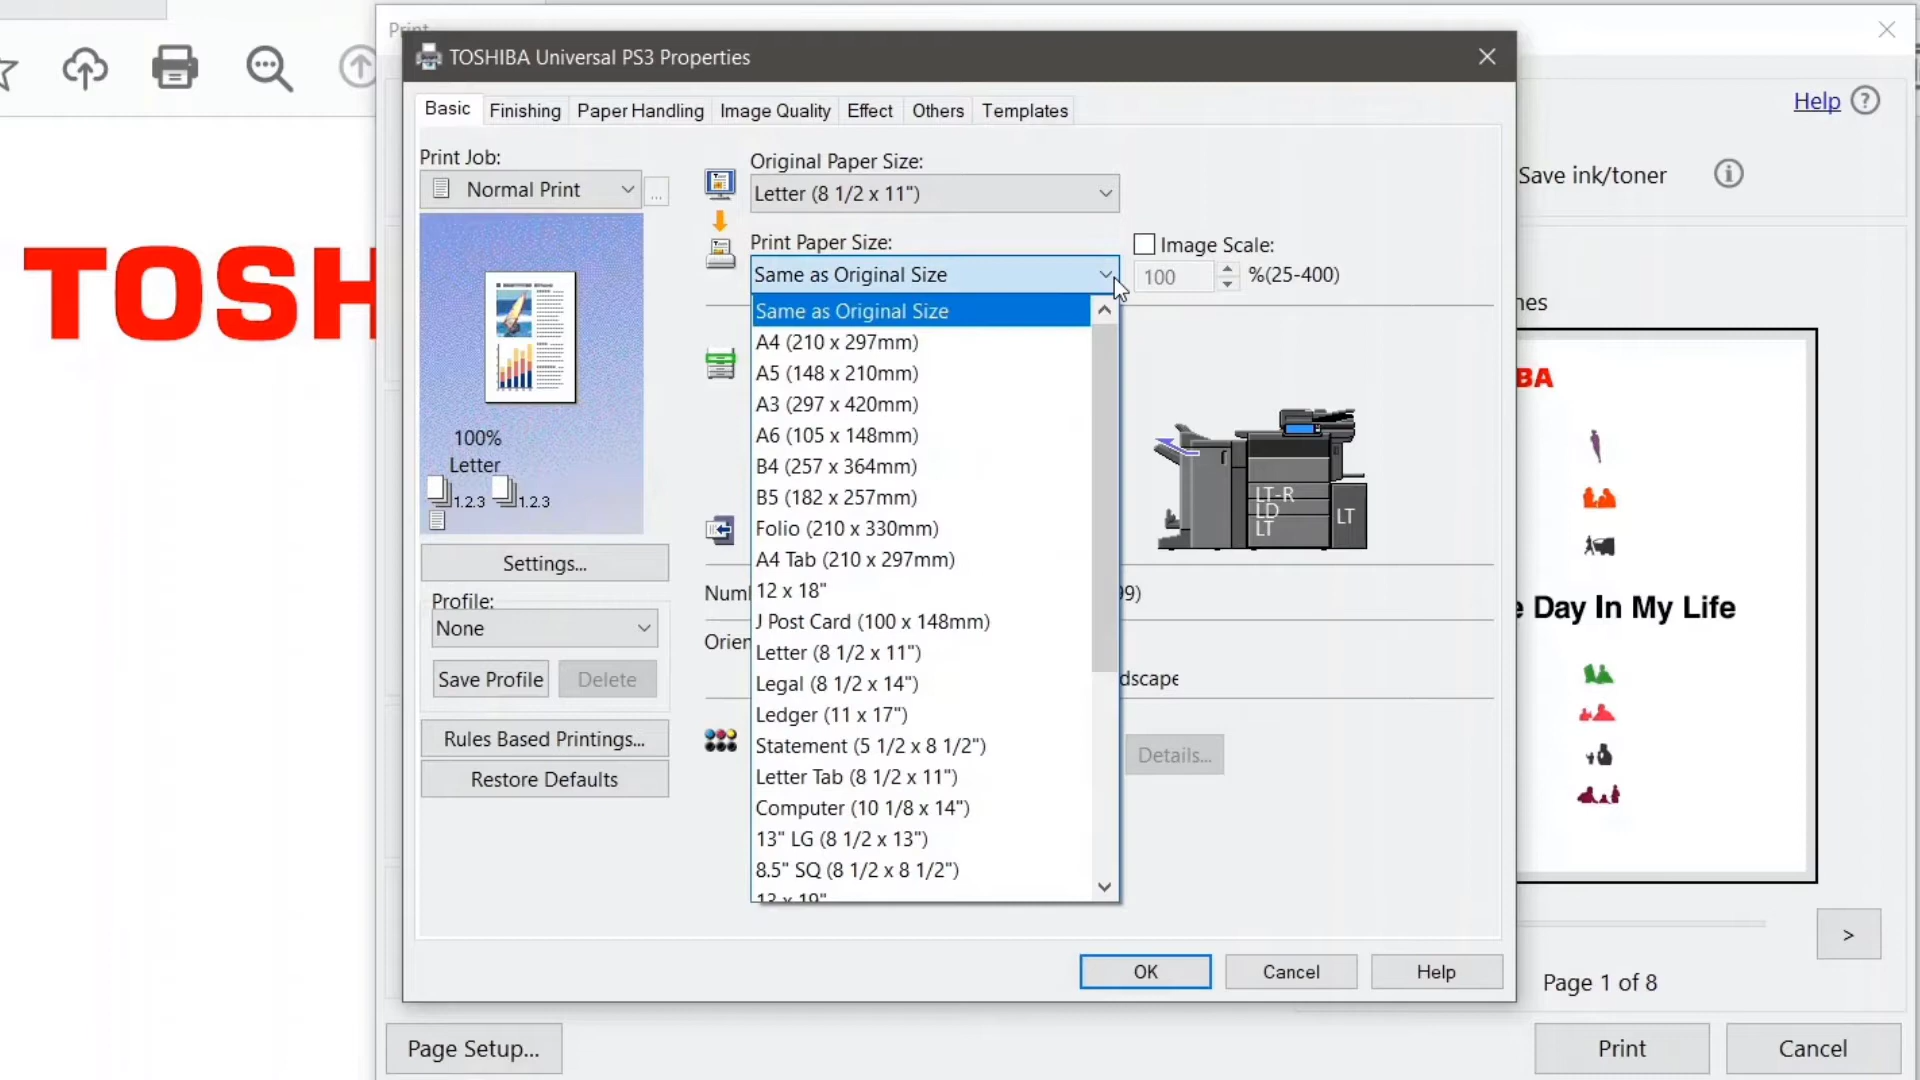 Print
TOSHIBA Universal PS3 Properties
Help
Basic
Finishing
Paper Handling
Image Quality
Effect
Others
Templates
Print Job:
Normal Print
...
Original Paper Size:
Letter (8 1/2 x 11")
Save ink/toner
Print Paper Size:
Same as Original Size
Image Scale:
100
%(25-400)
TOSH
Same as Original Size
A4 (210 x 297mm)
A5 (148 x 210mm)
A3 (297 x 420mm)
A6 (105 x 148mm)
B4 (257 x 364mm)
B5 (182 x 257mm)
Folio (210 x 330mm)
A4 Tab (210 x 297mm)
12 x 18"
J Post Card (100 x 148mm)
Letter (8 1/2 x 11")
Legal (8 1/2 x 14")
Ledger (11 x 17")
Statement (5 1/2 x 8 1/2")
Letter Tab (8 1/2 x 11")
Computer (10 1/8 x 14")
13" LG (8 1/2 x 13")
8.5" SQ (8 1/2 x 8 1/2")
13 x 19"
100%
Letter
1.2.3
1.2.3
Settings...
Profile:
None
Save Profile
Delete
Rules Based Printings...
Restore Defaults
Num
99)
Orien
dscape
LT-R
LD
LT
LT
Details...
hes
BA
e Day In My Life
OK
Cancel
Help
>
Page 1 of 8
Page Setup...
Print
Cancel